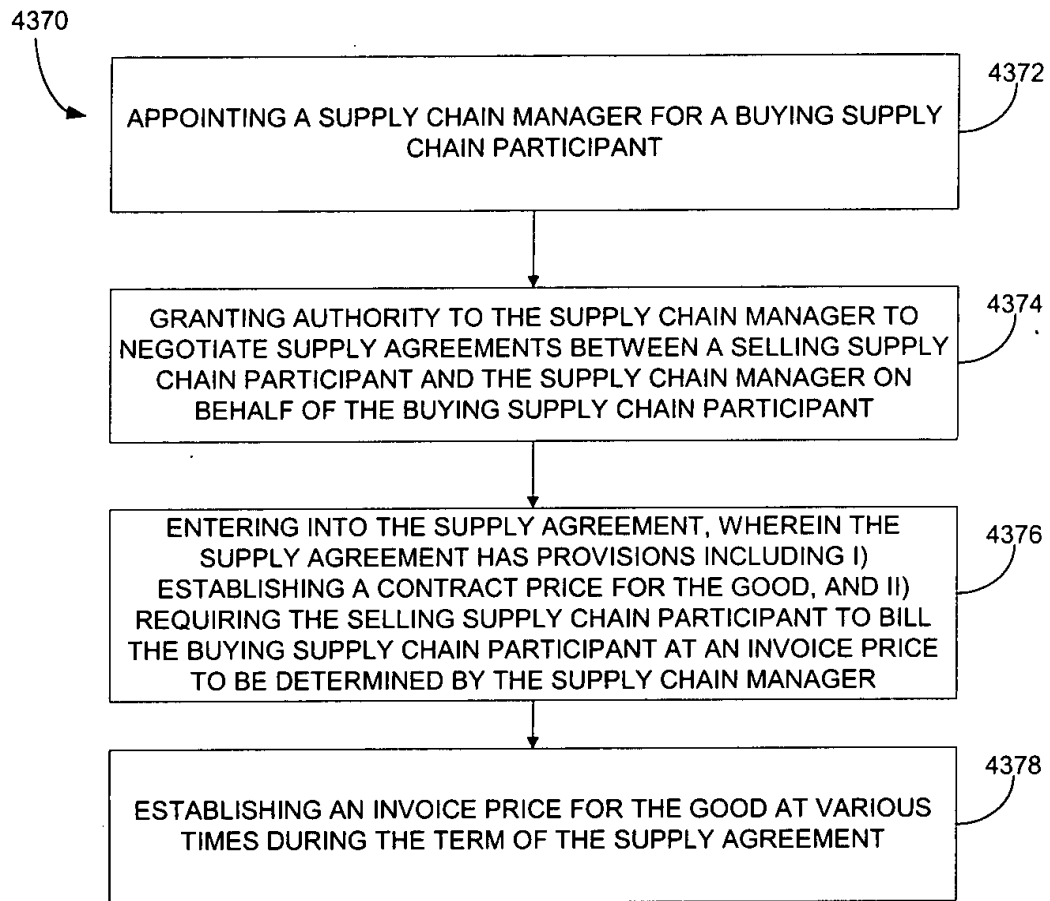 4370
4372
APPOINTING A SUPPLY CHAIN MANAGER FOR A BUYING SUPPLY
CHAIN PARTICIPANT
4374
GRANTING AUTHORITY TO THE SUPPLY CHAIN MANAGER TO
NEGOTIATE SUPPLY AGREEMENTS BETWEEN A SELLING SUPPLY
CHAIN PARTICIPANT AND THE SUPPLY CHAIN MANAGER ON
BEHALF OF THE BUYING SUPPLY CHAIN PARTICIPANT
4376
ENTERING INTO THE SUPPLY AGREEMENT, WHEREIN THE
SUPPLY AGREEMENT HAS PROVISIONS INCLUDING I)
ESTABLISHING A CONTRACT PRICE FOR THE GOOD, AND II)
REQUIRING THE SELLING SUPPLY CHAIN PARTICIPANT TO BILL
THE BUYING SUPPLY CHAIN PARTICIPANT AT AN INVOICE PRICE
TO BE DETERMINED BY THE SUPPLY CHAIN MANAGER
4378
ESTABLISHING AN INVOICE PRICE FOR THE GOOD AT VARIOUS
TIMES DURING THE TERM OF THE SUPPLY AGREEMENT